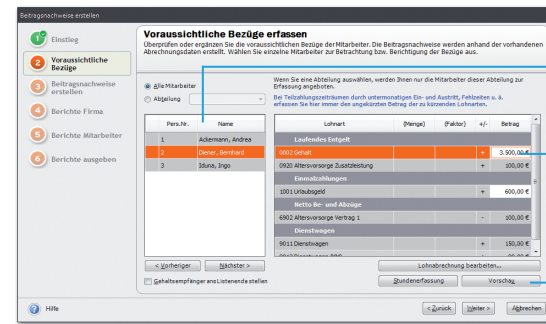 Beitragsnachweise erstellen
1 Einstieg
2 Voraussichtliche
Bezüge
3 Beitragsnachweise
erstellen
4 Berichte Firma
5 Berichte Mitarbeiter
6 Berichte ausgeben
Voraussichtliche Bezüge erfassen
Überprüfen oder ergänzen Sie die voraussichtlichen Bezüge der Mitarbeiter. Die Beitragsnachweise werden anhand der vorhandenen
Abrechnungsdaten erstellt. Wählen Sie einzelne Mitarbeiter zur Betrachtung bzw. Berichtigung der Bezüge aus.
Alle Mitarbeiter
Abteilung
Wenn Sie eine Abteilung auswählen, werden Ihnen nur die Mitarbeiter dieser Abteilung zur
Erfassung angeboten.
Bei Teilzahlungszeiträumen durch untermonatigen Ein- und Austritt, Fehlzeiten u. ä.
erfassen Sie hier immer den ungekürzten Betrag der zu kürzenden Lohnarten.
Pers.Nr. Name
1 Ackermann, Andrea
2 Diener, Bernhard
3 Iduna, Ingo
Lohnart (Menge) (Faktor) +/- Betrag
Laufendes Entgelt
0002 Gehalt + 3.500,00 €
0920 Altersvorsorge Zusatzleistung + 100,00 €
Einmalzahlungen
1001 Urlaubsgeld + 600,00 €
Netto Be- und Abzüge
6902 Altersvorsorge Vertrag 1 - 100,00 €
Dienstwagen
9011 Dienstwagen + 150,00 €
< Vorheriger Nächster >
Gehaltsempfänger ans Listenende stellen
Lohnabrechnung bearbeiten...
Stundenerfassung Vorschau
Hilfe
< Zurück Weiter > Abbrechen